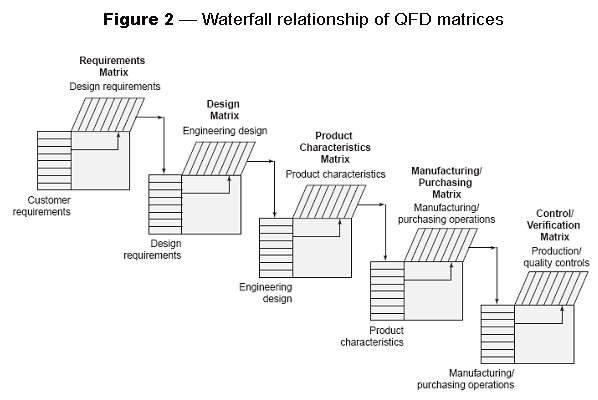 Figure 2 — Waterfall relationship of QFD matrices
Requirements
Matrix
Design requirements
Customer
requirements
Design
Matrix
Engineering design
Design
requirements
Product
Characteristics
Matrix
Product characteristics
Engineering
design
Manufacturing/
Purchasing
Matrix
Manufacturing/
purchasing operations
Product
characteristics
Control/
Verification
Matrix
Production/
quality controls
Manufacturing/
purchasing operations